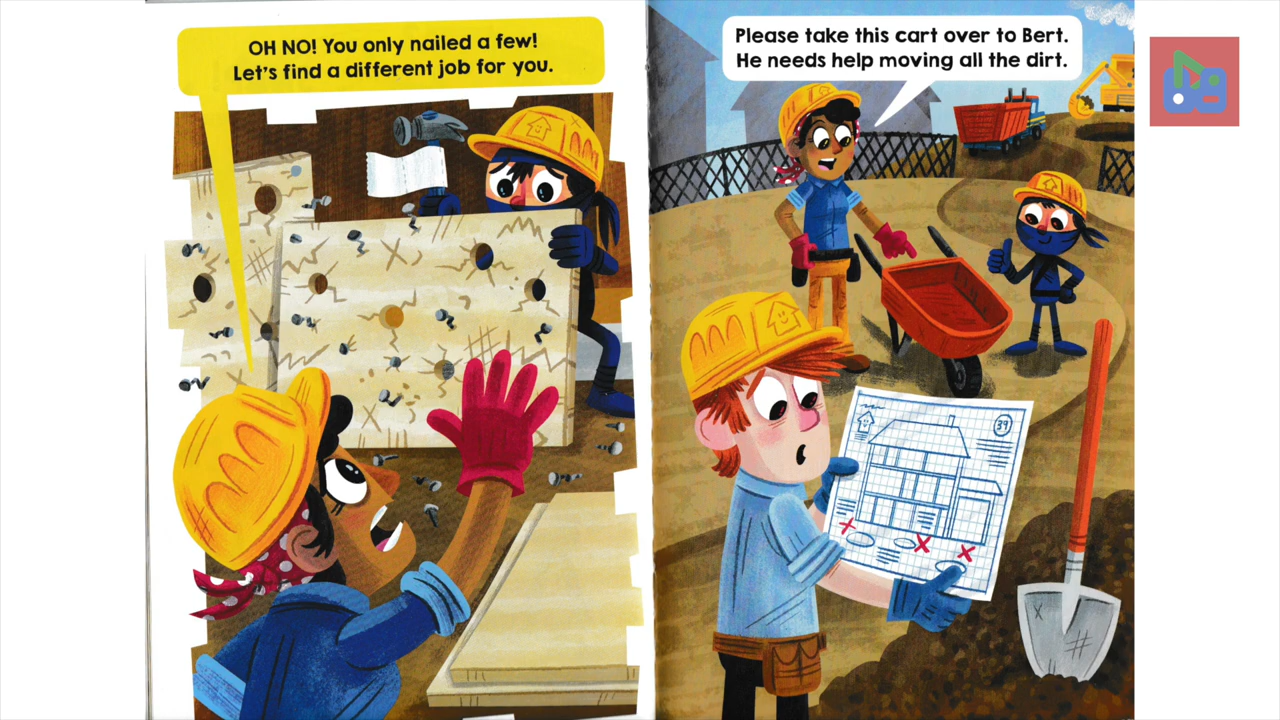 OH NO! You only nailed a few!
Let's find a different job for you.
Please take this cart over to Bert.
He needs help moving all the dirt.
39